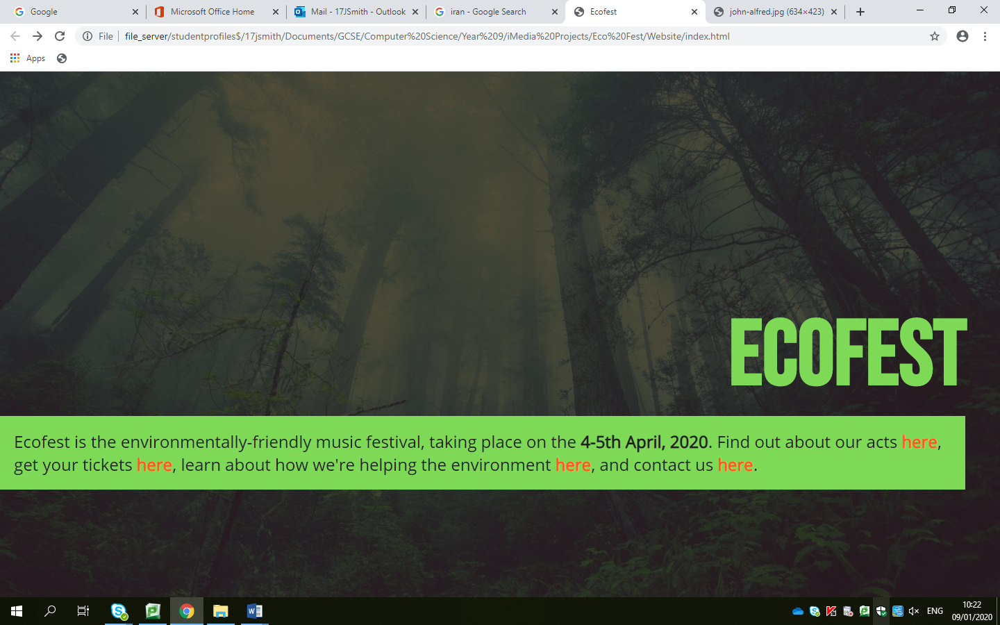 Google
Microsoft Office Home
Mail - 17JSmith - Outlook
iran - Google Search
Ecofest
john-alfred.jpg (634×423)
File
file_server/studentprofiles$/17jsmith/Documents/GCSE/Computer%20Science/Year%209/iMedia%20Projects/Eco%20Fest/Website/index.html
Apps
ECOFEST
Ecofest is the environmentally-friendly music festival, taking place on the 4-5th April, 2020. Find out about our acts here,
get your tickets here, learn about how we're helping the environment here, and contact us here.
ENG
10:22
09/01/2020